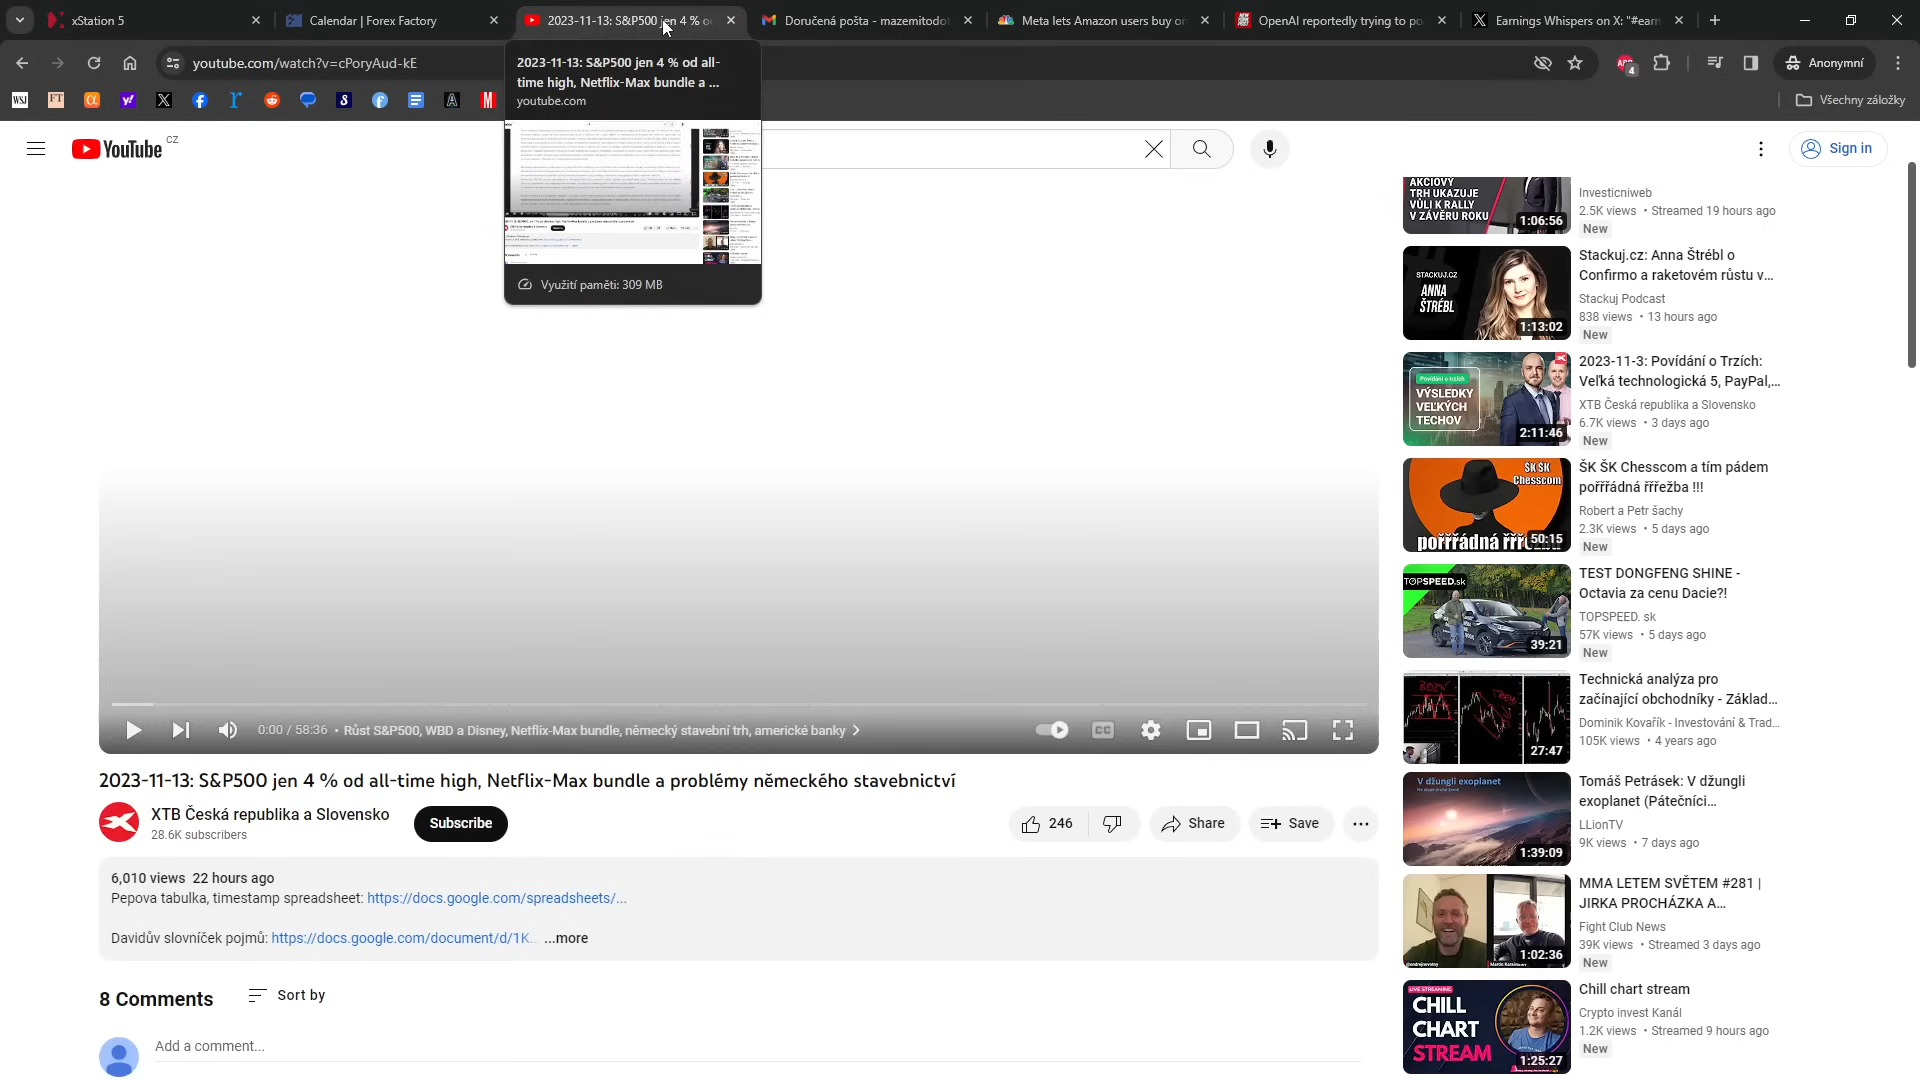 xStation 5
Calendar | Forex Factory
2023-11-13: S&P500 jen 4 % od
Doručená pošta - mazemitodo
Meta lets Amazon users buy on
OpenAI reportedly trying to po
Earnings Whispers on X: "#earn
youtube.com/watch?v=cPoryAud-kE
4
Anonymní
WSJ
FT
Všechny záložky
2023-11-13: S&P500 jen 4 % od all-
time high, Netflix-Max bundle a ...
youtube.com
Využití paměti: 309 MB
YouTube CZ
Sign in
0:00 / 58:36 • Růst S&P500, WBD a Disney, Netflix-Max bundle, německý stavební trh, americké banky
CC
2023-11-13: S&P500 jen 4 % od all-time high, Netflix-Max bundle a problémy německého stavebnictví
XTB Česká republika a Slovensko
28.6K subscribers
Subscribe
246
Share
Save
6,010 views 22 hours ago
Pepova tabulka, timestamp spreadsheet: https://docs.google.com/spreadsheets/...
Davidův slovníček pojmů: https://docs.google.com/document/d/1K... ...more
8 Comments
Sort by
Add a comment...
AKCIOVÝ
TRH UKAZUJE
VŮLI K RALLY
V ZÁVĚRU ROKU
1:06:56
Investicniweb
2.5K views • Streamed 19 hours ago
New
STACKUJ.CZ
ANNA
ŠTRÉBL
1:13:02
Stackuj.cz: Anna Štrébl o
Confirmo a raketovém růstu v...
Stackuj Podcast
838 views • 13 hours ago
New
Povídání o trzích
VÝSLEDKY
VEĽKÝCH
TECHOV
2:11:46
2023-11-3: Povídání o Trzích:
Veľká technologická 5, PayPal,...
XTB Česká republika a Slovensko
6.7K views • 3 days ago
New
ŠK ŠK
Chesscom
50:15
ŠK ŠK Chesscom a tím pádem
pořřřádná řřřežba !!!
Robert a Petr šachy
2.3K views • 5 days ago
New
TOPSPEED.sk
39:21
TEST DONGFENG SHINE -
Octavia za cenu Dacie?!
TOPSPEED. sk
57K views • 5 days ago
New
27:47
Technická analýza pro
začínající obchodníky - Základ...
Dominik Kovařík - Investování & Trad...
105K views • 4 years ago
V džungli exoplanet
1:39:09
Tomáš Petrásek: V džungli
exoplanet (Pátečníci...
LLionTV
9K views • 7 days ago
1:02:36
MMA LETEM SVĚTEM #281 |
JIRKA PROCHÁZKA A...
Fight Club News
39K views • Streamed 3 days ago
New
LIVE STREAMING
CHILL
CHART
STREAM
1:25:27
Chill chart stream
Crypto invest Kanál
1.2K views • Streamed 9 hours ago
New